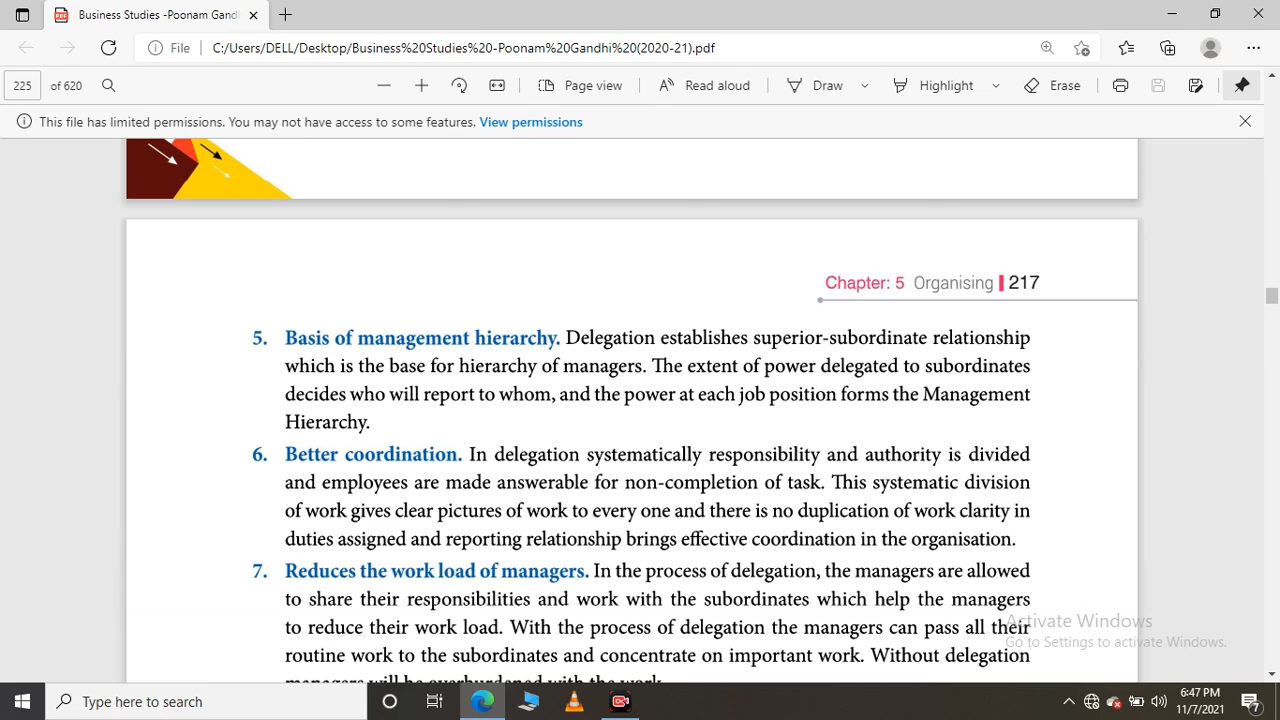 Business Studies -Poonam Gandh
File C:/Users/DELL/Desktop/Business%20Studies%20-Poonam%20Gandhi%20(2020-21).pdf
225 of 620 Page view Read aloud Draw Highlight Erase
This file has limited permissions. You may not have access to some features. View permissions
Chapter: 5 Organising 217
5. Basis of management hierarchy. Delegation establishes superior-subordinate relationship
which is the base for hierarchy of managers. The extent of power delegated to subordinates
decides who will report to whom, and the power at each job position forms the Management
Hierarchy.
6. Better coordination. In delegation systematically responsibility and authority is divided
and employees are made answerable for non-completion of task. This systematic division
of work gives clear pictures of work to every one and there is no duplication of work clarity in
duties assigned and reporting relationship brings effective coordination in the organisation.
7. Reduces the work load of managers. In the process of delegation, the managers are allowed
to share their responsibilities and work with the subordinates which help the managers
to reduce their work load. With the process of delegation the managers can pass all their
routine work to the subordinates and concentrate on important work. Without delegation
managers will be overburdened with the work.
Activate Windows
Go to Settings to activate Windows.
Type here to search
6:47 PM
11/7/2021
7